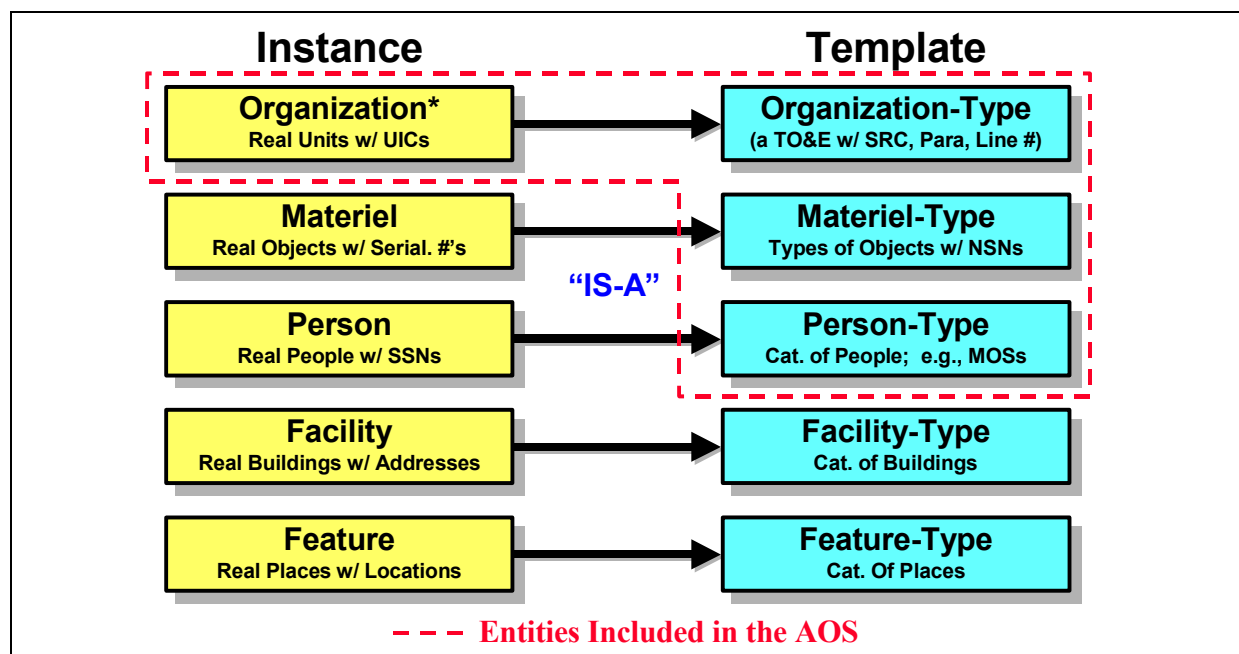 Instance
Template
Organization*
Real Units w/ UICs
Organization-Type
(a TO&E w/ SRC, Para, Line #)
Materiel
Real Objects w/ Serial. #'s
Materiel-Type
Types of Objects w/ NSNs
“IS-A”
Person
Real People w/ SSNs
Person-Type
Cat. of People; e.g., MOSs
Facility
Real Buildings w/ Addresses
Facility-Type
Cat. of Buildings
Feature
Real Places w/ Locations
Feature-Type
Cat. Of Places
Entities Included in the AOS